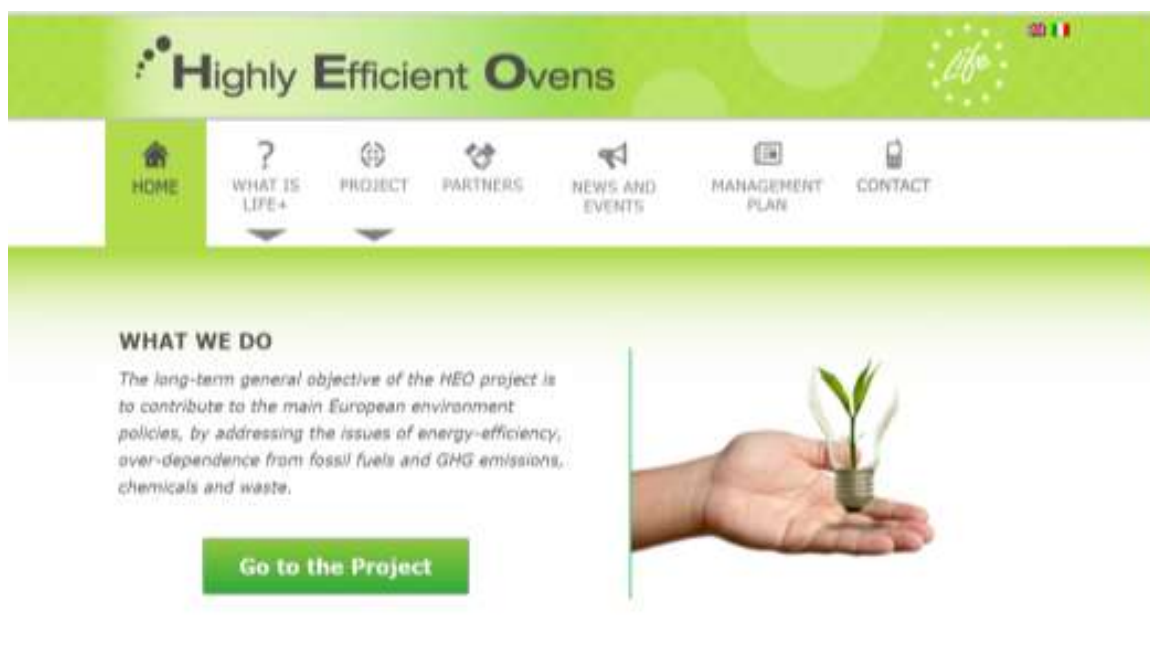 Highly Efficient Ovens
life
HOME
WHAT IS
LIFE+
PROJECT
PARTNERS
NEWS AND
EVENTS
MANAGEMENT
PLAN
CONTACT
WHAT WE DO
The long-term general objective of the HEO project is
to contribute to the main European environment
policies, by addressing the issues of energy-efficiency,
over-dependence from fossil fuels and GHG emissions,
chemicals and waste.
Go to the Project